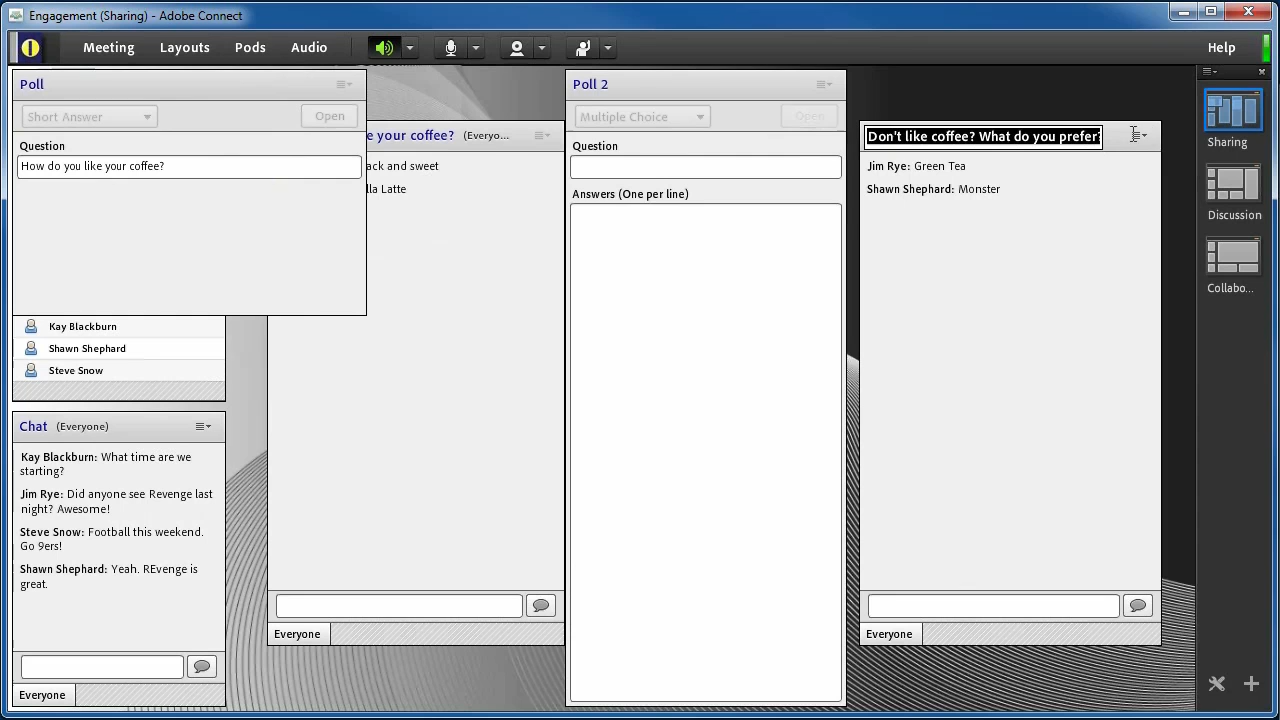 Engagement (Sharing) - Adobe Connect
Meeting Layouts Pods Audio Help
Poll
Short Answer Open
Question
How do you like your coffee?
Kay Blackburn
Shawn Shephard
Steve Snow
Chat (Everyone)
Kay Blackburn: What time are we
starting?
Jim Rye: Did anyone see Revenge last
night? Awesome!
Steve Snow: Football this weekend.
Go 9ers!
Shawn Shephard: Yeah. REvenge is
great.
Everyone
e your coffee? (Everyo...
ack and sweet
lla Latte
Everyone
Poll 2
Multiple Choice Open
Question
Answers (One per line)
Don't like coffee? What do you prefer?
Jim Rye: Green Tea
Shawn Shephard: Monster
Everyone
Sharing
Discussion
Collabo...